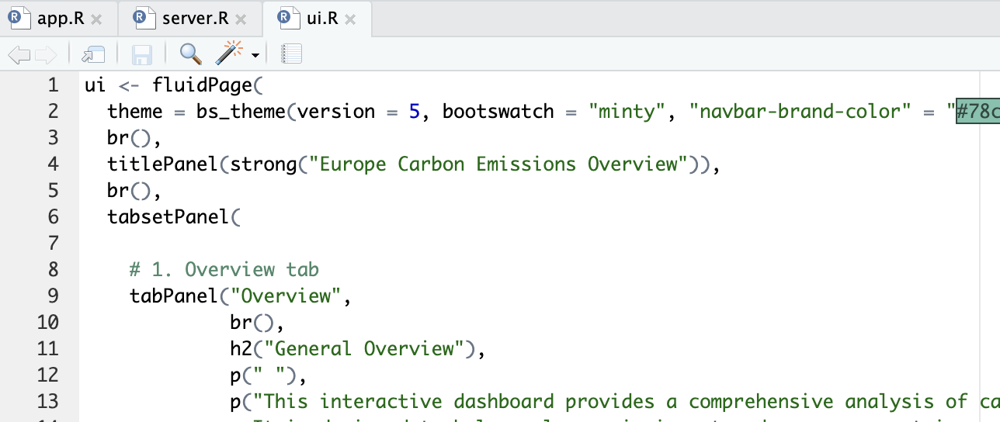 app.R server.R ui.R
1 ui <- fluidPage(
2   theme = bs_theme(version = 5, bootswatch = "minty", "navbar-brand-color" = "#78c
3   br(),
4   titlePanel(strong("Europe Carbon Emissions Overview")),
5   br(),
6   tabsetPanel(
7
8     # 1. Overview tab
9     tabPanel("Overview",
10              br(),
11              h2("General Overview"),
12              p(" "),
13              p("This interactive dashboard provides a comprehensive analysis of ca